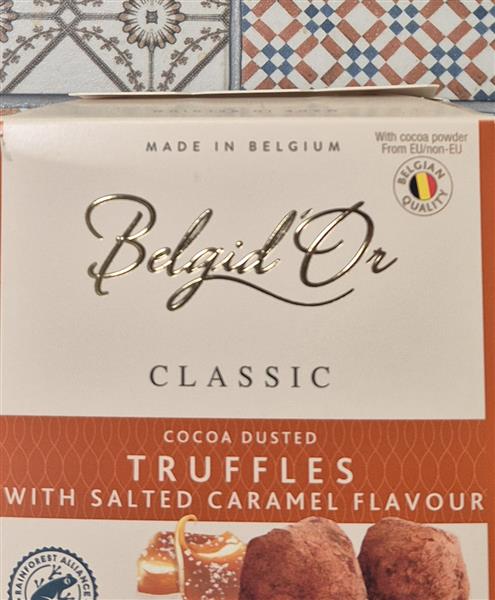 MADE IN BELGIUM
With cocoa powder
From EU/non-EU
BELGIAN
QUALITY
Belgid'Or
CLASSIC
COCOA DUSTED
TRUFFLES
WITH SALTED CARAMEL FLAVOUR
RAINFOREST ALLIANCE